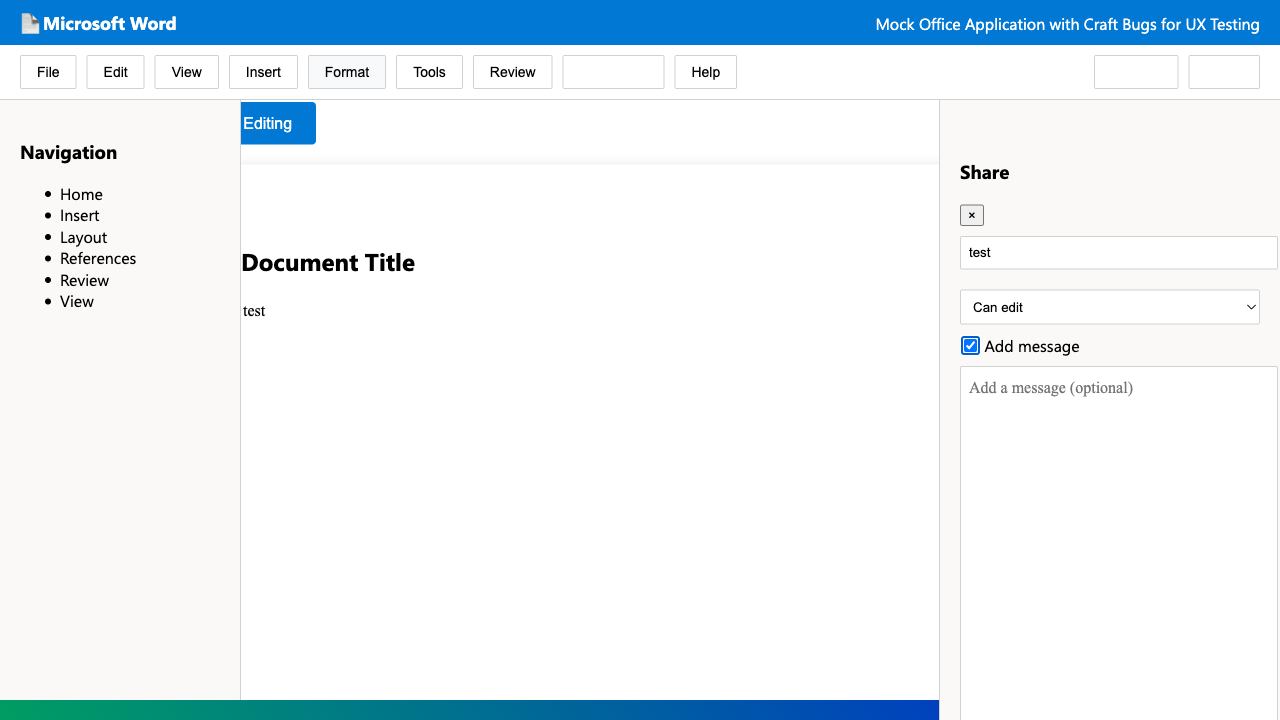 Microsoft Word
Mock Office Application with Craft Bugs for UX Testing
File
Edit
View
Insert
Format
Tools
Review
Help
Navigation
Home
Insert
Layout
References
Review
View
Editing
Document Title
test
Share
×
test
Can edit
Add message
Add a message (optional)